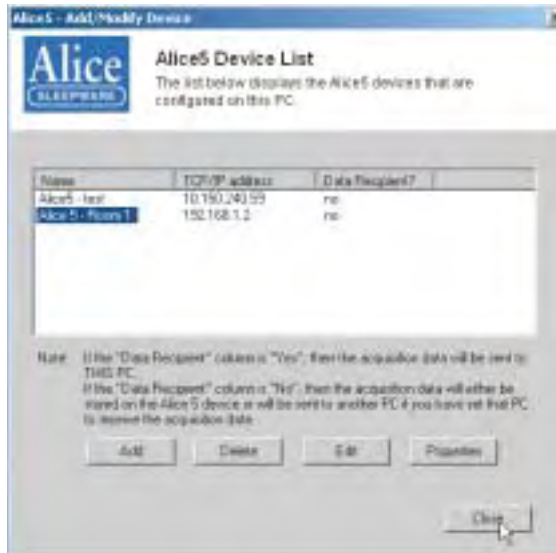 Alice5 - Add/Modify Device
Alice
SLEEPWARE
Alice5 Device List
The list below displays the Alice5 devices that are
configured on this PC.
Name TCP/IP address Data Recipient?
Alice5 - test 10.160.240.59 no
Alice 5 - Room 1 192.168.1.2 no
Note If the "Data Recipient" column is "Yes", then the acquisition data will be sent to
THIS PC.
If the "Data Recipient" column is "No", then the acquisition data will either be
stored on the Alice 5 device or will be sent to another PC if you have set that PC
to receive the acquisition data.
Add Delete Edit Properties
Close